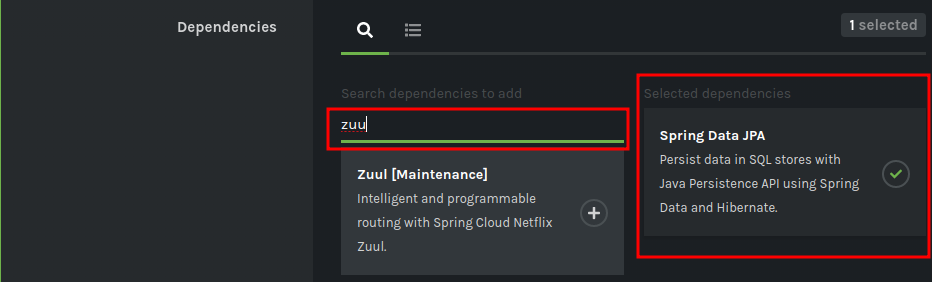 Dependencies
1 selected
Search dependencies to add
zuu
Zuul [Maintenance]
Intelligent and programmable
routing with Spring Cloud Netflix
Zuul.
Selected dependencies
Spring Data JPA
Persist data in SQL stores with
Java Persistence API using Spring
Data and Hibernate.